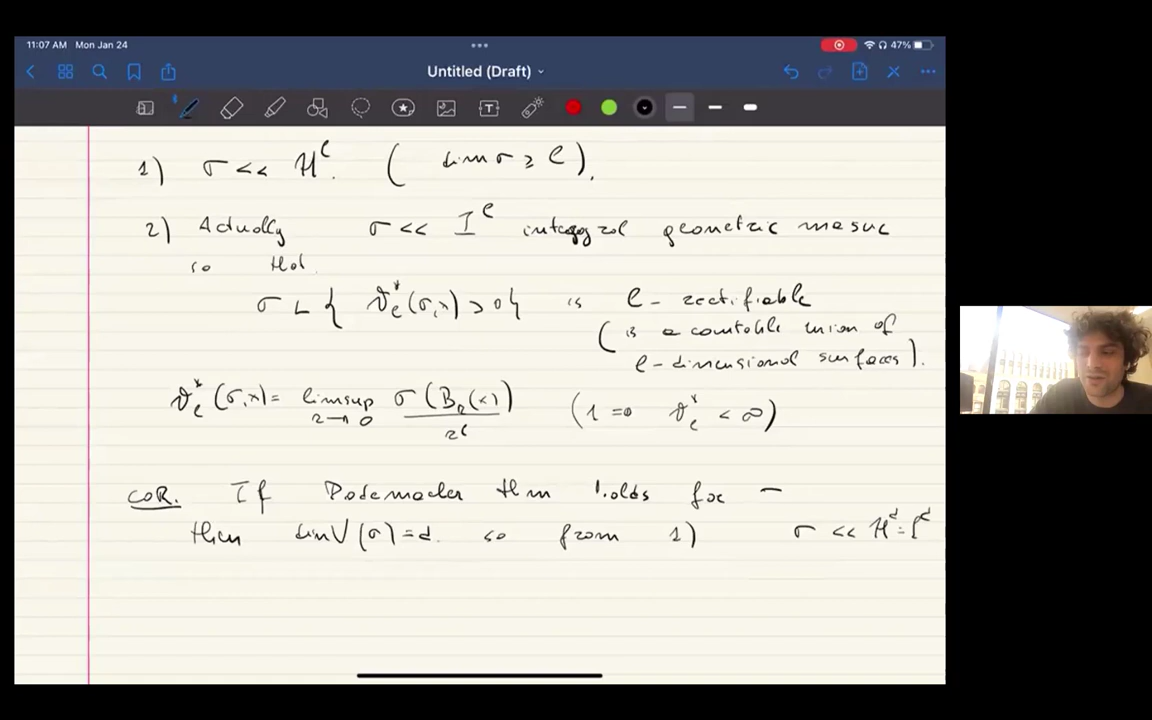 11:07 AM Mon Jan 24
47%
Untitled (Draft)
1) σ << H^ℓ. ( dim σ ≥ ℓ ).
2) Actually σ << I^ℓ integral geometric measure
so that
σ L { ϑ*_ℓ(σ,x) > 0 } is ℓ - rectifiable
( is a countable union of
ℓ - dimensional surfaces ).
ϑ*_ℓ(σ,x) = limsup_{r→0} σ(B_r(x)) / r^ℓ ( 1 => ϑ*_ℓ < ∞ )
COR. If Rademacher thm holds for σ
then dim V(σ) = d. so from 1) σ << H^d = L^d